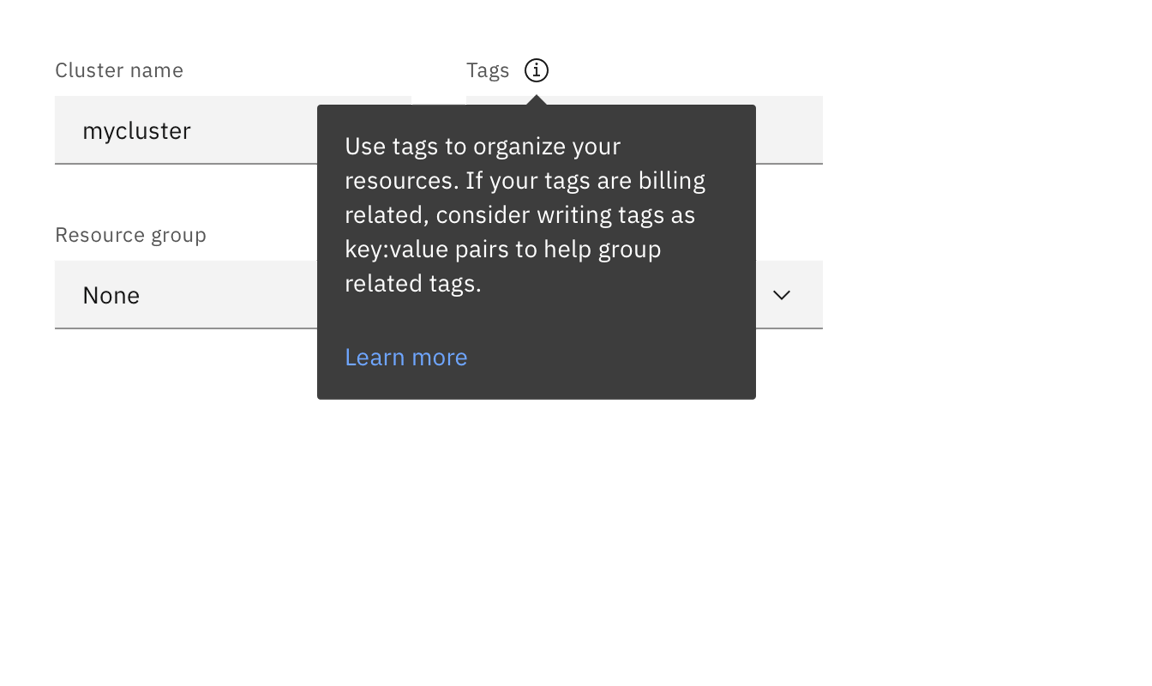 Cluster name
Tags
mycluster
Use tags to organize your
resources. If your tags are billing
related, consider writing tags as
key:value pairs to help group
related tags.
Learn more
Resource group
None